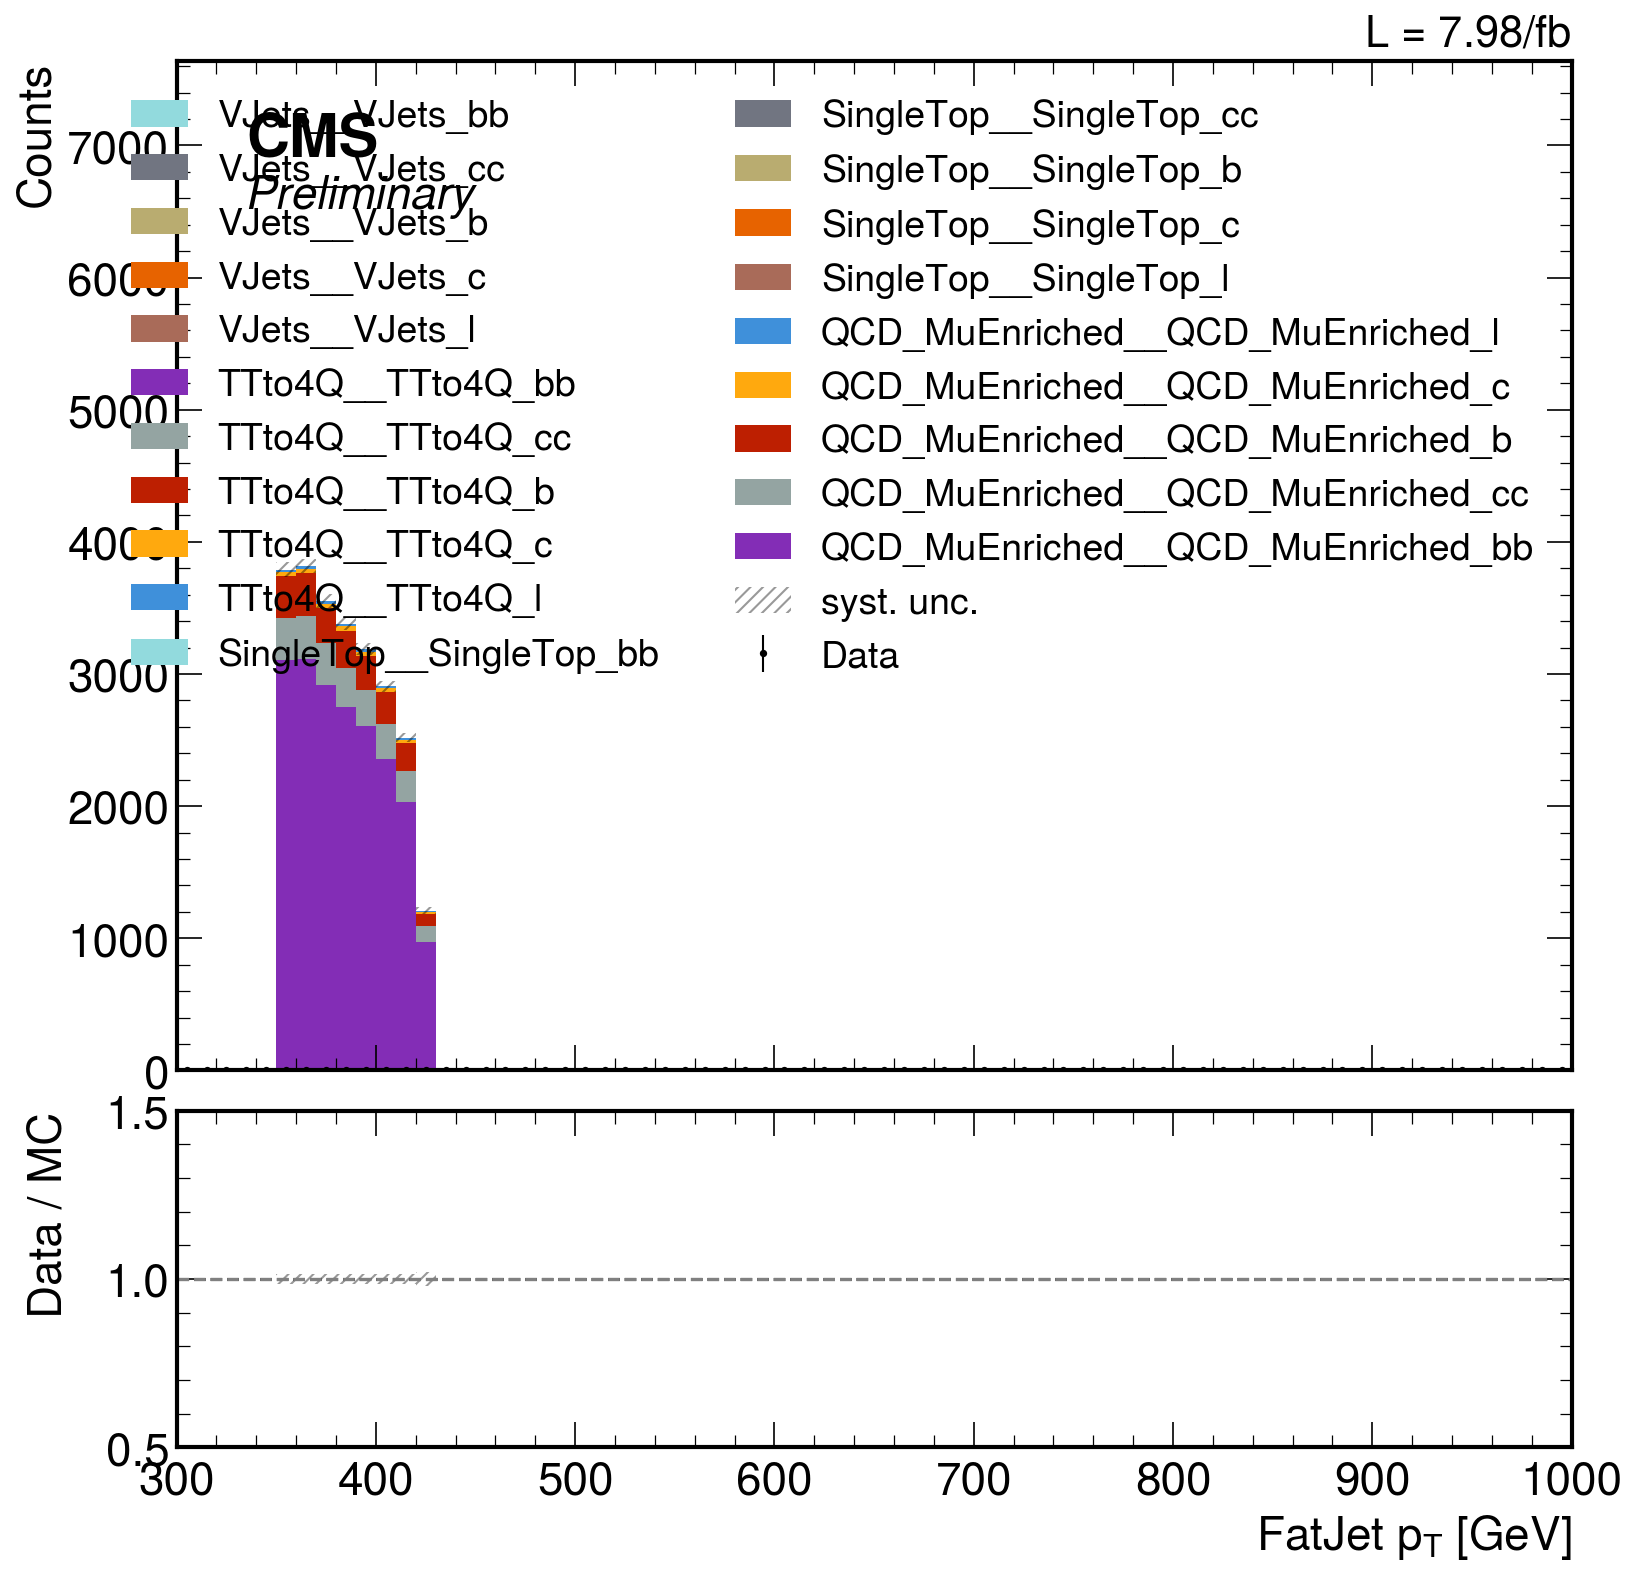 L = 7.98/fb
Counts
CMS
Preliminary
VJets__VJets_bb
VJets__VJets_cc
VJets__VJets_b
VJets__VJets_c
VJets__VJets_l
TTto4Q__TTto4Q_bb
TTto4Q__TTto4Q_cc
TTto4Q__TTto4Q_b
TTto4Q__TTto4Q_c
TTto4Q__TTto4Q_l
SingleTop__SingleTop_bb
SingleTop__SingleTop_cc
SingleTop__SingleTop_b
SingleTop__SingleTop_c
SingleTop__SingleTop_l
QCD_MuEnriched__QCD_MuEnriched_l
QCD_MuEnriched__QCD_MuEnriched_c
QCD_MuEnriched__QCD_MuEnriched_b
QCD_MuEnriched__QCD_MuEnriched_cc
QCD_MuEnriched__QCD_MuEnriched_bb
syst. unc.
Data
7000
6000
5000
4000
3000
2000
1000
0
Data / MC
1.5
1.0
0.5
300 400 500 600 700 800 900 1000
FatJet pT [GeV]